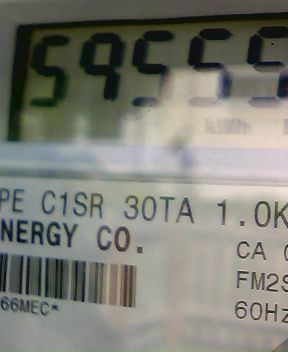 59555
kWh
PE C1SR 30TA 1.0K
NERGY CO.
CA
FM2S
66MEC*
60Hz